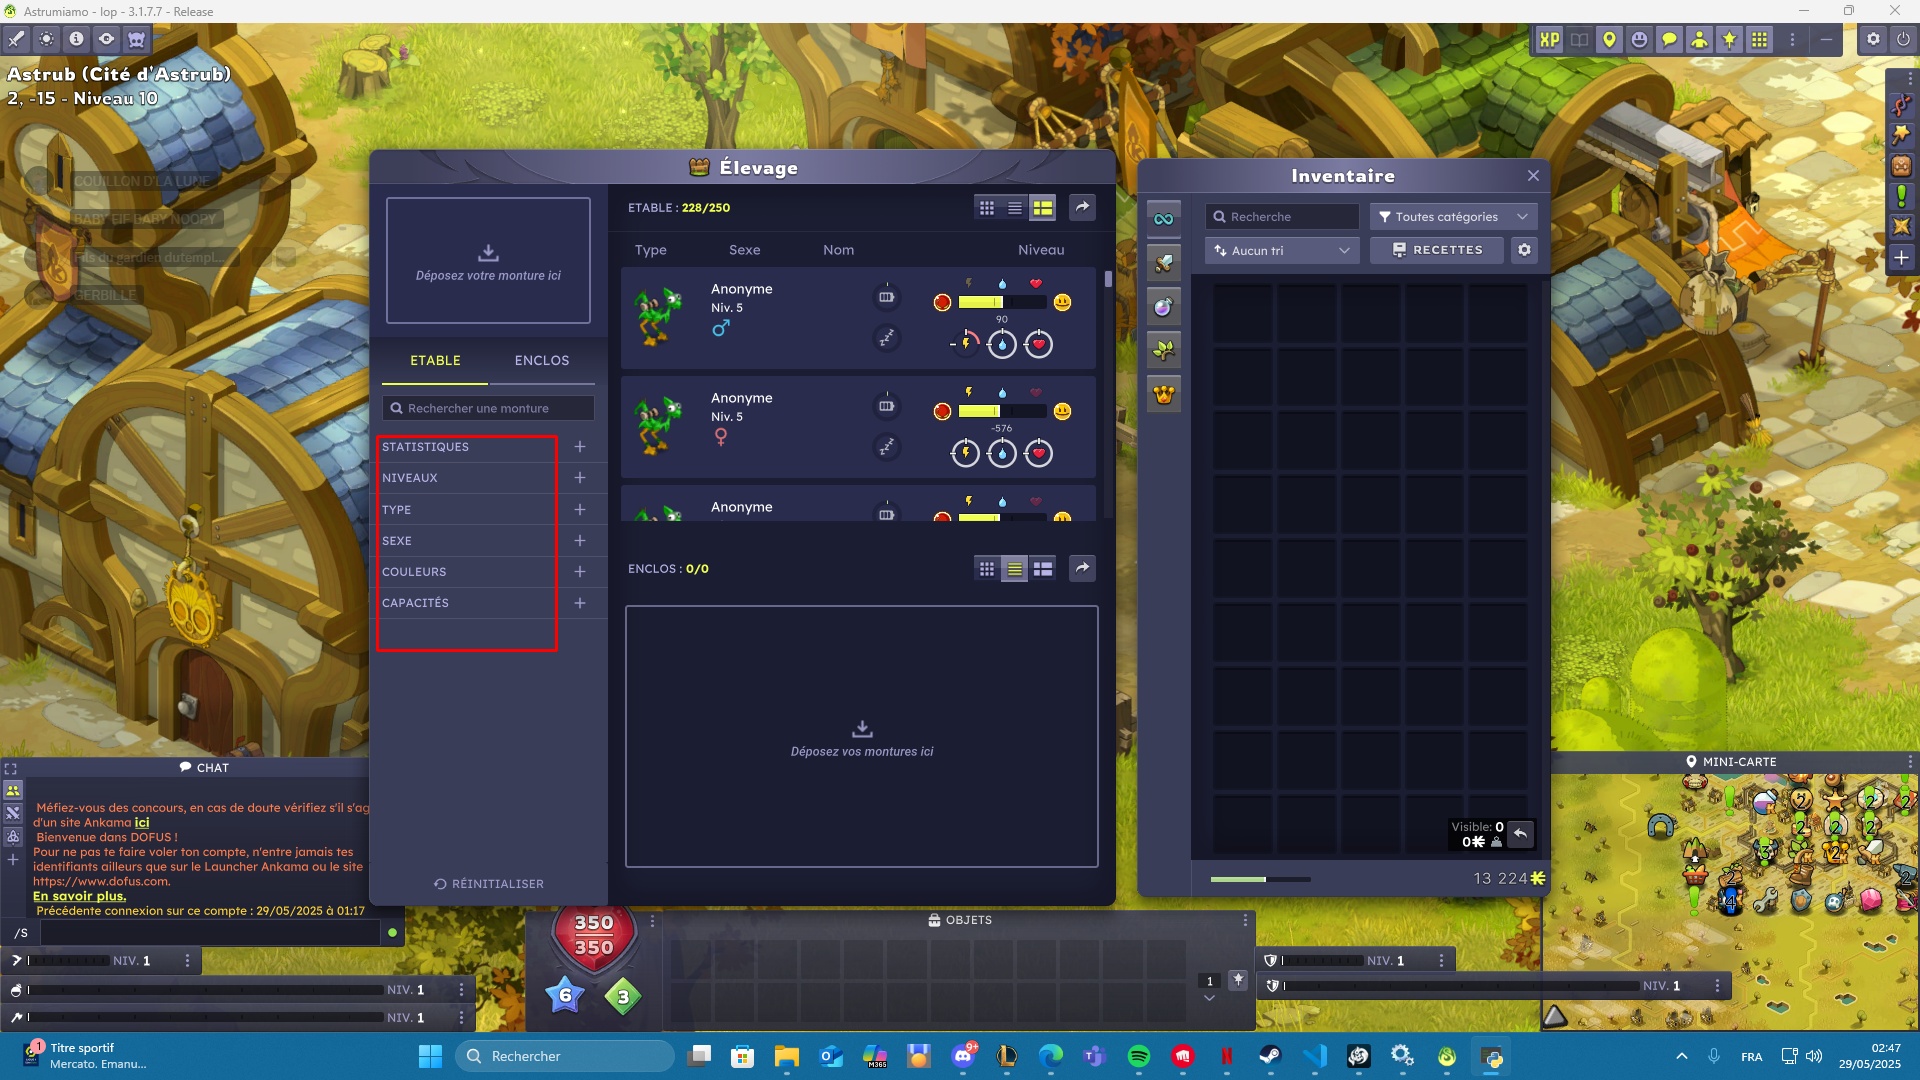 Astrumiamo - Iop - 3.1.7.7 - Release
XP
Astrub (Cité d'Astrub)
2, -15 - Niveau 10
COUILLON D'LA LUNE
BABY EIF BABY NOOPY
Fils du gardien dutempl...
GERBILLE
Élevage
Déposez votre monture ici
ETABLE
ENCLOS
Rechercher une monture
STATISTIQUES
NIVEAUX
TYPE
SEXE
COULEURS
CAPACITÉS
RÉINITIALISER
ETABLE : 228/250
Type Sexe Nom Niveau
Anonyme
Niv. 5
90
Anonyme
Niv. 5
-576
Anonyme
ENCLOS : 0/0
Déposez vos montures ici
Inventaire
Recherche
Toutes catégories
Aucun tri
RECETTES
Visible: 0
0
13 224
CHAT
Méfiez-vous des concours, en cas de doute vérifiez s'il s'ag
d'un site Ankama ici
Bienvenue dans DOFUS !
Pour ne pas te faire voler ton compte, n'entre jamais tes
identifiants ailleurs que sur le Launcher Ankama ou le site
https://www.dofus.com.
En savoir plus.
Précédente connexion sur ce compte : 29/05/2025 à 01:17
/S
NIV. 1
NIV. 1
NIV. 1
350
350
6
3
OBJETS
1
NIV. 1
NIV. 1
MINI-CARTE
1
Titre sportif
Mercato. Emanu...
Rechercher
M365
9+
FRA
02:47
29/05/2025